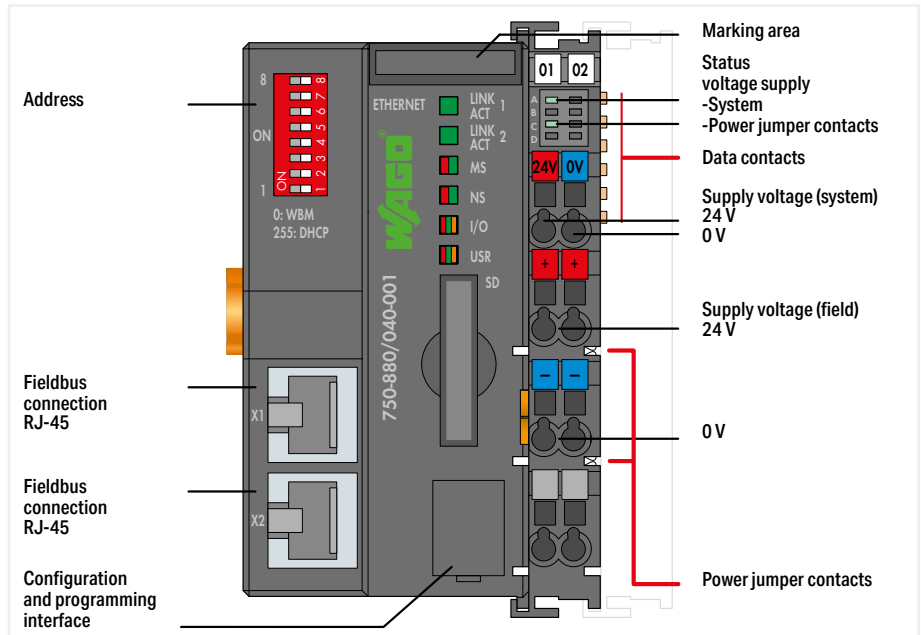 Address
Fieldbus
connection
RJ-45
Fieldbus
connection
RJ-45
Configuration
and programming
interface
8
ON
1
ON
1 2 3 4 5 6 7 8
0: WBM
255: DHCP
X1
X2
ETHERNET
LINK
ACT 1
LINK
ACT 2
MS
NS
I/O
USR
SD
WAGO®
750-880/040-001
01 02
A
B
C
D
24V 0V
+ +
− −
Marking area
Status
voltage supply
-System
-Power jumper contacts
Data contacts
Supply voltage (system)
24 V
0 V
Supply voltage (field)
24 V
0 V
Power jumper contacts